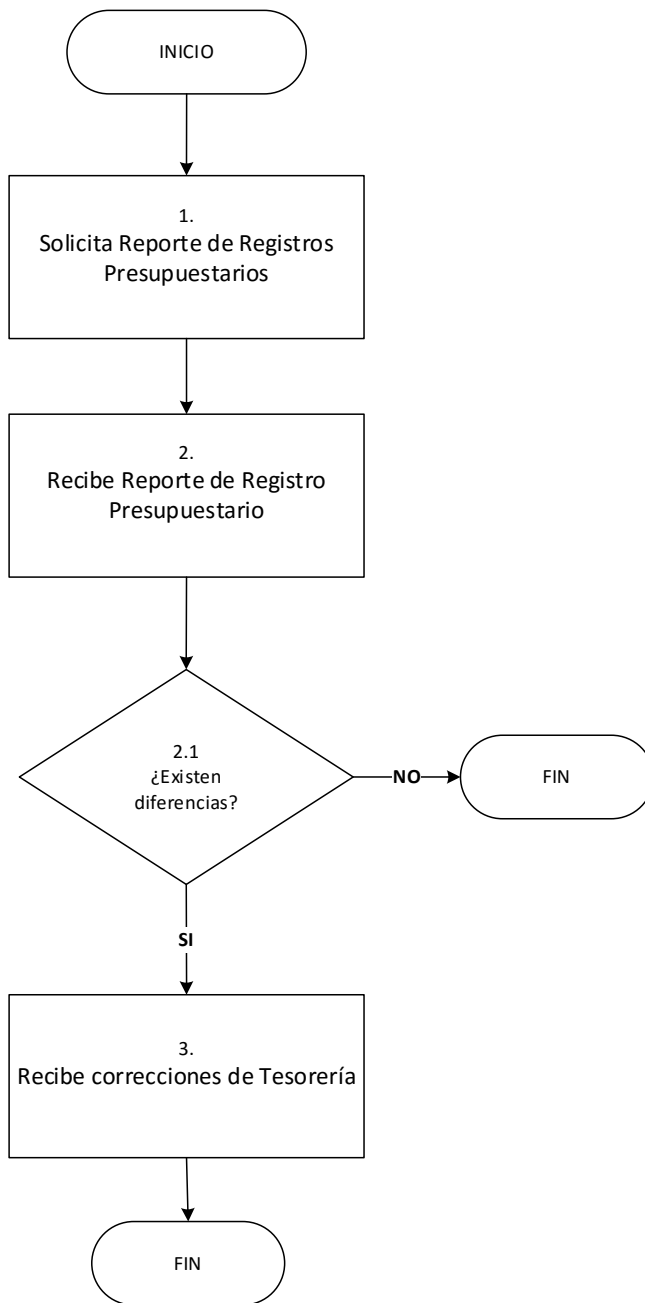 INICIO
1.
Solicita Reporte de Registros
Presupuestarios
2.
Recibe Reporte de Registro
Presupuestario
2.1
¿Existen
diferencias?
NO
FIN
SI
3.
Recibe correcciones de Tesorería
FIN